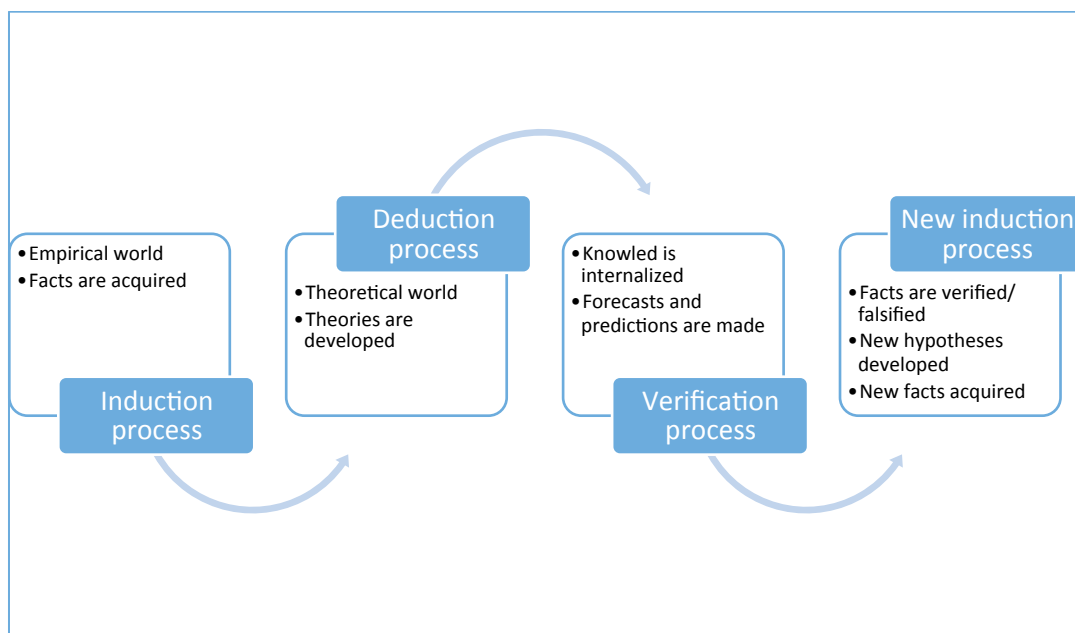 • Empirical world
• Facts are acquired
Induction
process
Deduction
process
• Theoretical world
• Theories are
developed
• Knowled is
internalized
• Forecasts and
predictions are made
Verification
process
New induction
process
• Facts are verified/
falsified
• New hypotheses
developed
• New facts acquired